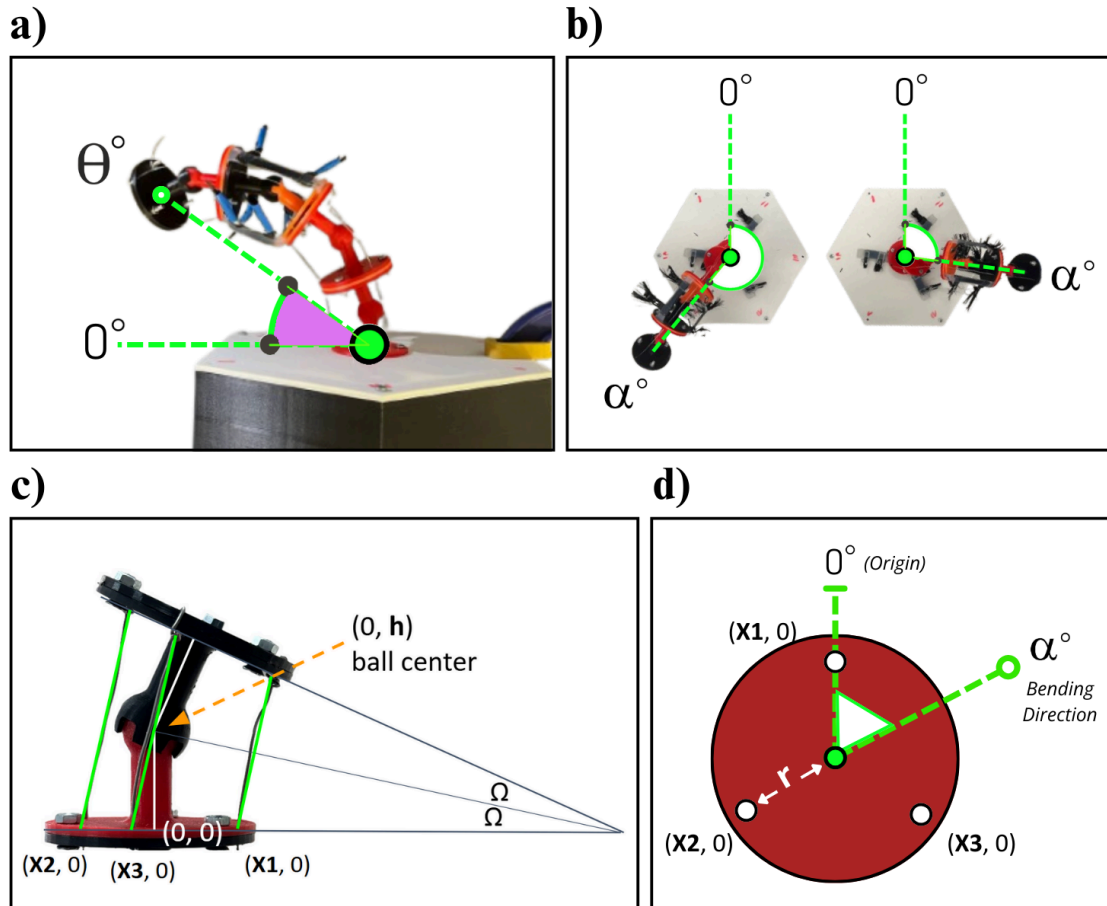 a)
θ°
0°
b)
0°
0°
α°
α°
c)
(0, h)
ball center
Ω
Ω
(0, 0)
(X2, 0)
(X3, 0)
(X1, 0)
d)
0° (Origin)
(X1, 0)
α°
Bending
Direction
r
(X2, 0)
(X3, 0)